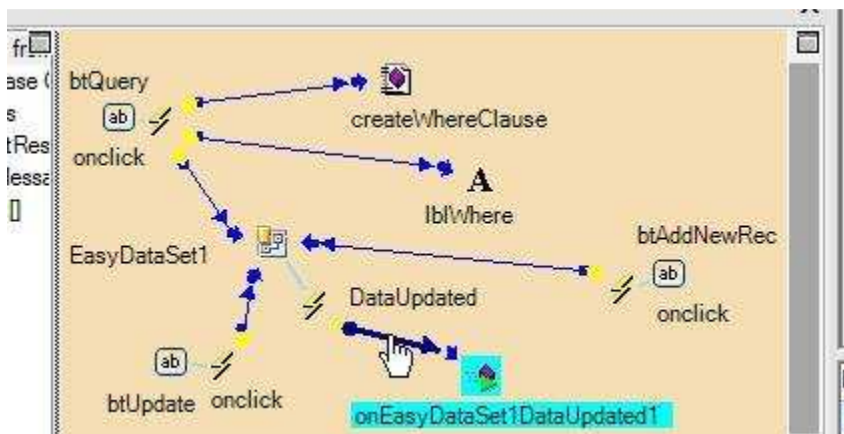 btQuery
ab
createWhereClause
onclick
A
lblWhere
btAddNewRec
EasyDataSet1
ab
DataUpdated
onclick
ab
btUpdate onclick
onEasyDataSet1DataUpdated1